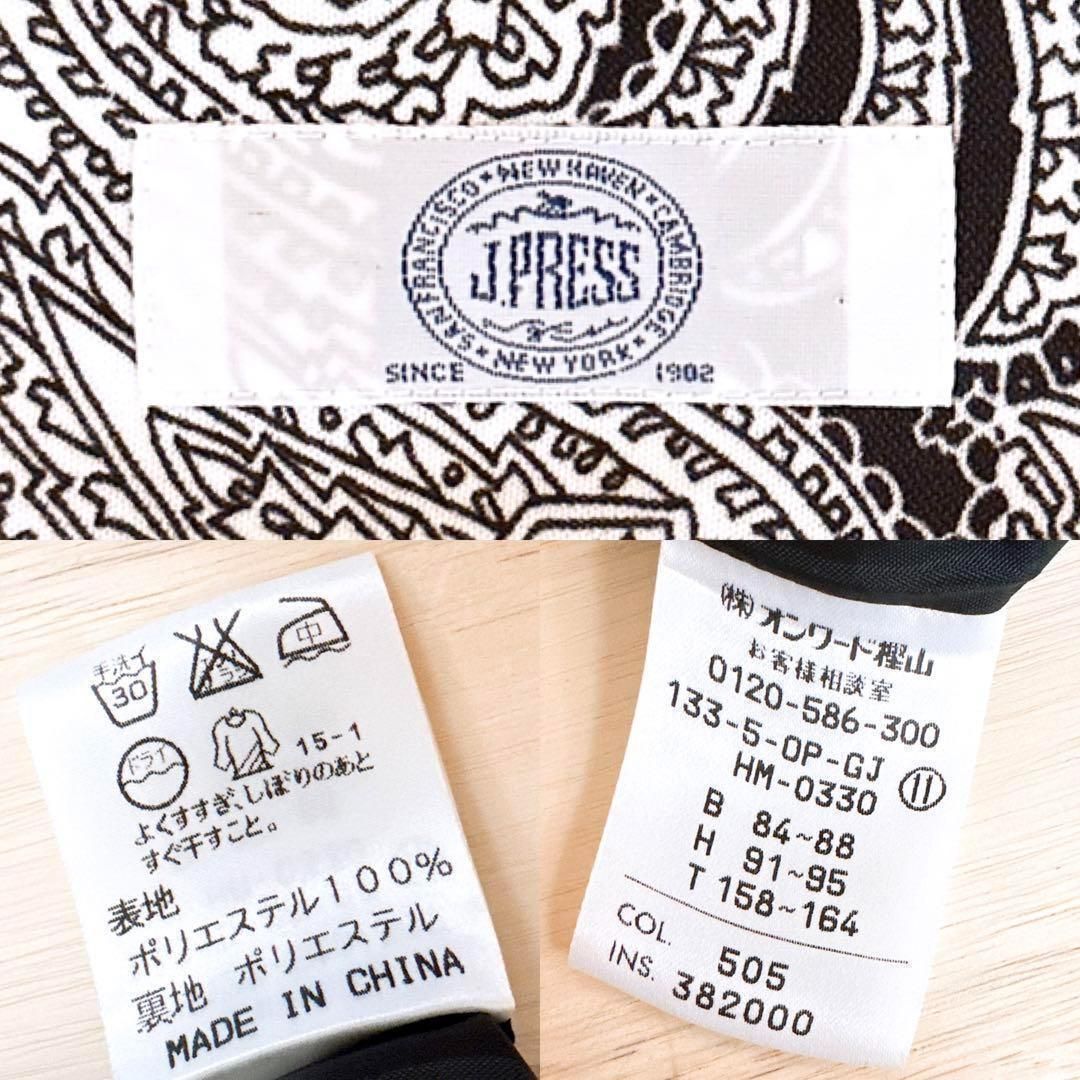 SAN FRANCISCO * NEW HAVEN * CAMBRIDGE * NEW YORK *
J.PRESS
SINCE 1902
手洗イ
30
ドライ
中
ドライ
15-1
よくすすぎ、しぼりのあと
すぐ干すこと。
表地
ポリエステル100%
裏地 ポリエステル
MADE IN CHINA
(株)オンワード樫山
お客様相談室
0120-586-300
133-5-OP-GJ
HM-0330 11
B 84~88
H 91~95
T 158~164
COL. 505
INS. 382000